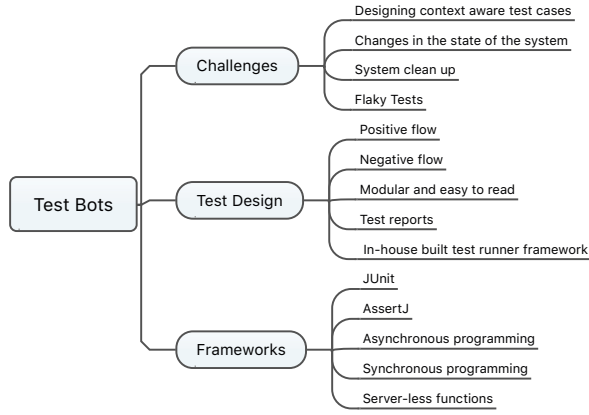 Test Bots
Challenges
Designing context aware test cases
Changes in the state of the system
System clean up
Flaky Tests
Test Design
Positive flow
Negative flow
Modular and easy to read
Test reports
In-house built test runner framework
Frameworks
JUnit
AssertJ
Asynchronous programming
Synchronous programming
Server-less functions